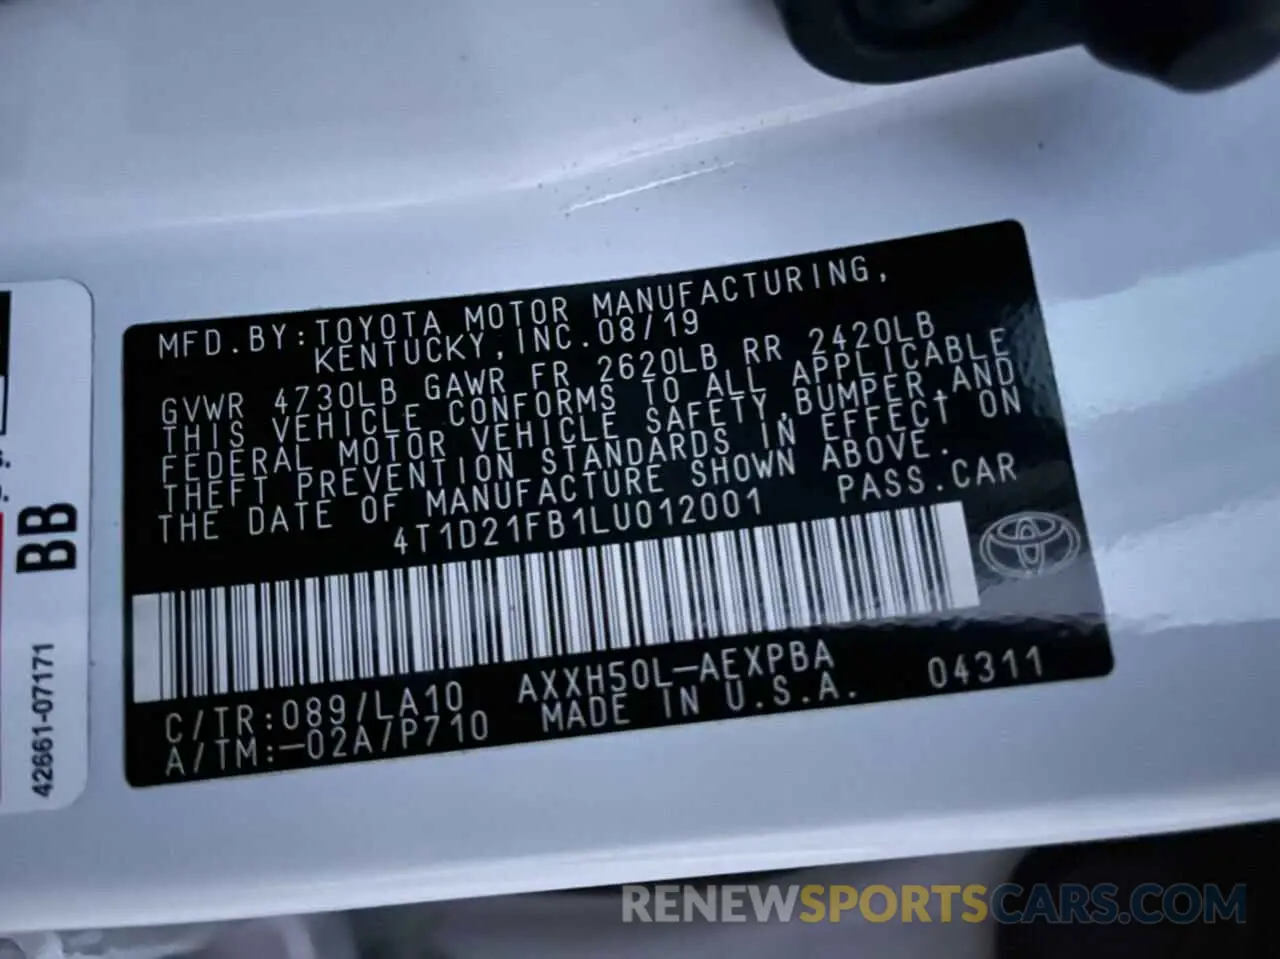 MFD.BY:TOYOTA MOTOR MANUFACTURING,
KENTUCKY,INC.08/19
GVWR 4730LB GAWR FR 2620LB RR 2420LB
THIS VEHICLE CONFORMS TO ALL APPLICABLE
FEDERAL MOTOR VEHICLE SAFETY,BUMPER,AND
THEFT PREVENTION STANDARDS IN EFFECT ON
THE DATE OF MANUFACTURE SHOWN ABOVE.
4T1D21FB1LU012001 PASS.CAR
C/TR:089/LA10 AXXH50L-AEXPBA 04311
A/TM:-02A/P710 MADE IN U.S.A.
BB
42661-07171
RENEWSPORTSCARS.COM